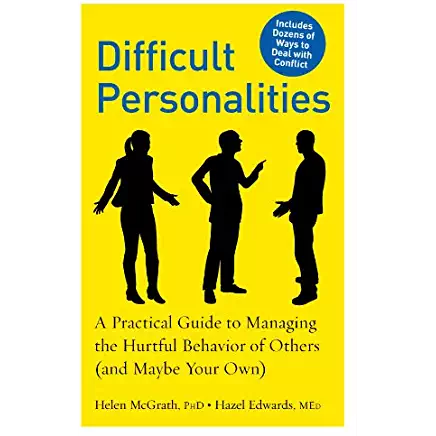 Includes
Dozens of
Ways to
Deal with
Conflict
Difficult
Personalities
A Practical Guide to Managing
the Hurtful Behavior of Others
(and Maybe Your Own)
Helen McGrath, PhD • Hazel Edwards, MEd